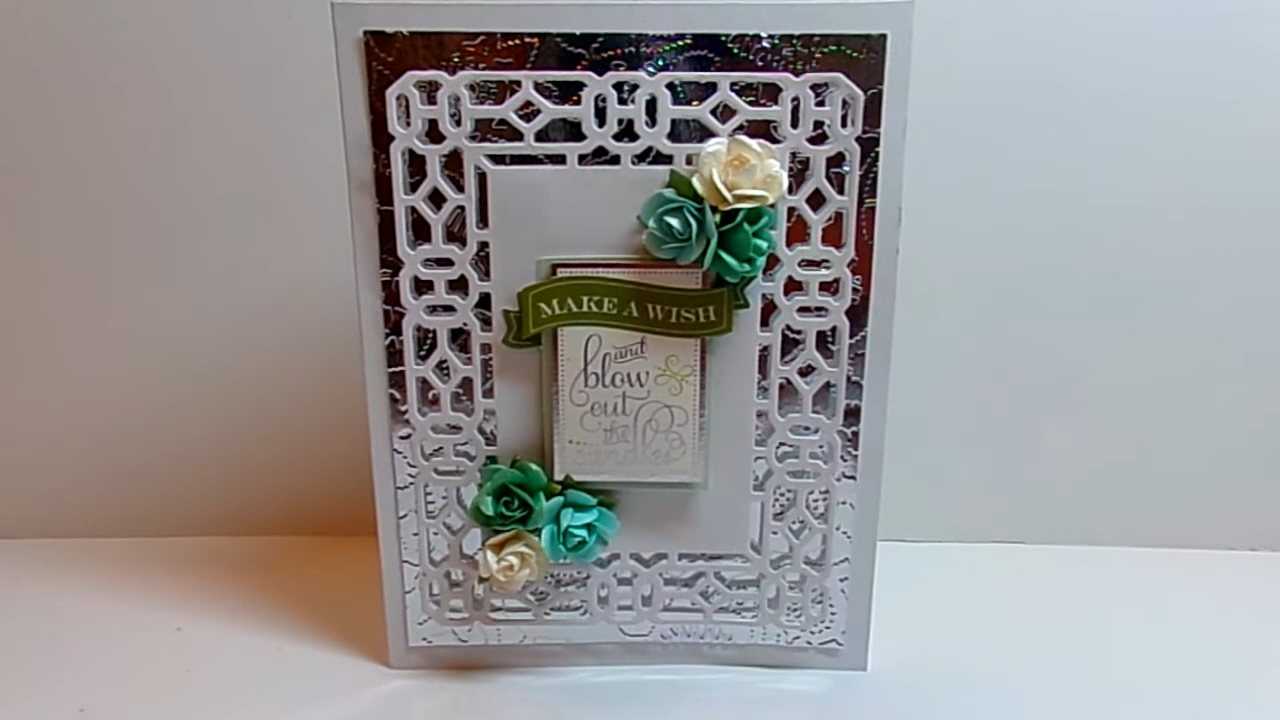 MAKE A WISH
and
blow
out
the
candles